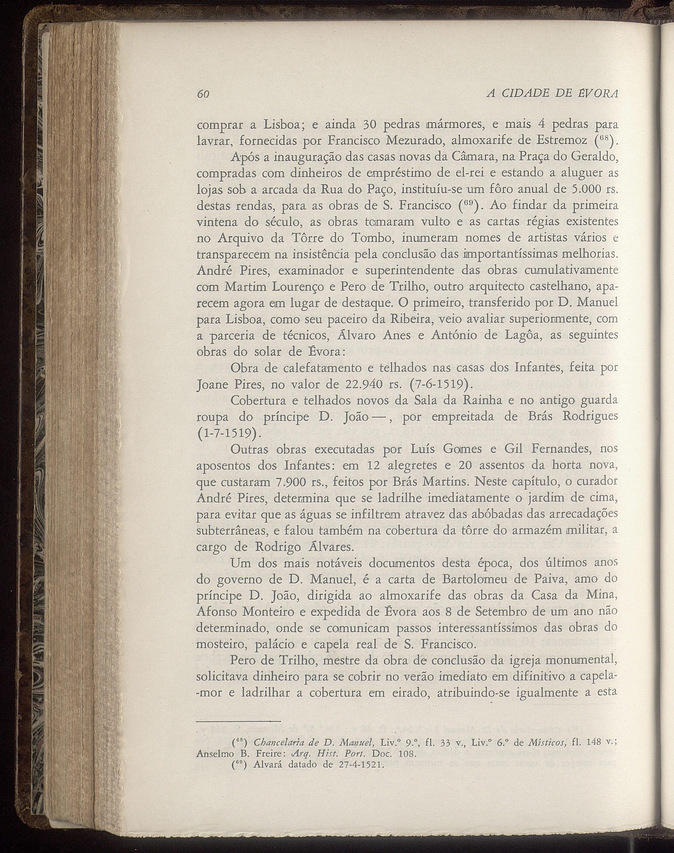 60 A CIDADE DE ÉVORA
comprar a Lisboa; e ainda 30 pedras mármores, e mais 4 pedras para
lavrar, fornecidas por Francisco Mezurado, almoxarife de Estremoz (⁶⁸).
Após a inauguração das casas novas da Câmara, na Praça do Geraldo,
compradas com dinheiros de empréstimo de el-rei e estando a aluguer as
lojas sob a arcada da Rua do Paço, instituíu-se um fôro anual de 5.000 rs.
destas rendas, para as obras de S. Francisco (⁶⁹). Ao findar da primeira
vintena do século, as obras tomaram vulto e as cartas régias existentes
no Arquivo da Tôrre do Tombo, inumeram nomes de artistas vários e
transparecem na insistência pela conclusão das importantíssimas melhorias.
André Pires, examinador e superintendente das obras cumulativamente
com Martim Lourenço e Pero de Trilho, outro arquitecto castelhano, apa-
recem agora em lugar de destaque. O primeiro, transferido por D. Manuel
para Lisboa, como seu paceiro da Ribeira, veio avaliar superiormente, com
a parceria de técnicos, Álvaro Anes e António de Lagôa, as seguintes
obras do solar de Évora:
Obra de calefatamento e telhados nas casas dos Infantes, feita por
Joane Pires, no valor de 22.940 rs. (7-6-1519).
Cobertura e telhados novos da Sala da Rainha e no antigo guarda
roupa do príncipe D. João —, por empreitada de Brás Rodrigues
(1-7-1519).
Outras obras executadas por Luís Gomes e Gil Fernandes, nos
aposentos dos Infantes: em 12 alegretes e 20 assentos da horta nova,
que custaram 7.900 rs., feitos por Brás Martins. Neste capítulo, o curador
André Pires, determina que se ladrilhe imediatamente o jardim de cima,
para evitar que as águas se infiltrem atravez das abóbadas das arrecadações
subterrâneas, e falou também na cobertura da tôrre do armazém militar, a
cargo de Rodrigo Álvares.
Um dos mais notáveis documentos desta época, dos últimos anos
do governo de D. Manuel, é a carta de Bartolomeu de Paiva, amo do
príncipe D. João, dirigida ao almoxarife das obras da Casa da Mina,
Afonso Monteiro e expedida de Évora aos 8 de Setembro de um ano não
determinado, onde se comunicam passos interessantíssimos das obras do
mosteiro, palácio e capela real de S. Francisco.
Pero de Trilho, mestre da obra de conclusão da igreja monumental,
solicitava dinheiro para se cobrir no verão imediato em difinitivo a capela-
-mor e ladrilhar a cobertura em eirado, atribuindo-se igualmente a esta
(⁶⁸) Chancelaria de D. Manuel, Liv.º 9.º, fl. 33 v., Liv.º 6.º de Misticos, fl. 148 v.;
Anselmo B. Freire: Arq. Hist. Port. Doc. 108.
(⁶⁹) Alvará datado de 27-4-1521.